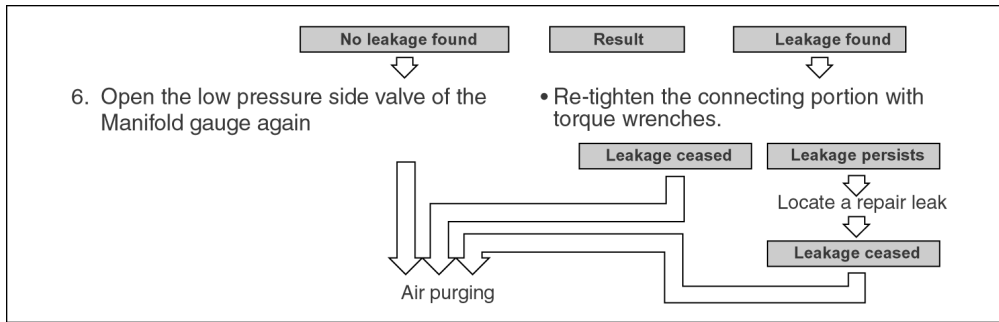 No leakage found
Result
Leakage found
6. Open the low pressure side valve of the
Manifold gauge again
• Re-tighten the connecting portion with
torque wrenches.
Leakage ceased
Leakage persists
Locate a repair leak
Leakage ceased
Air purging